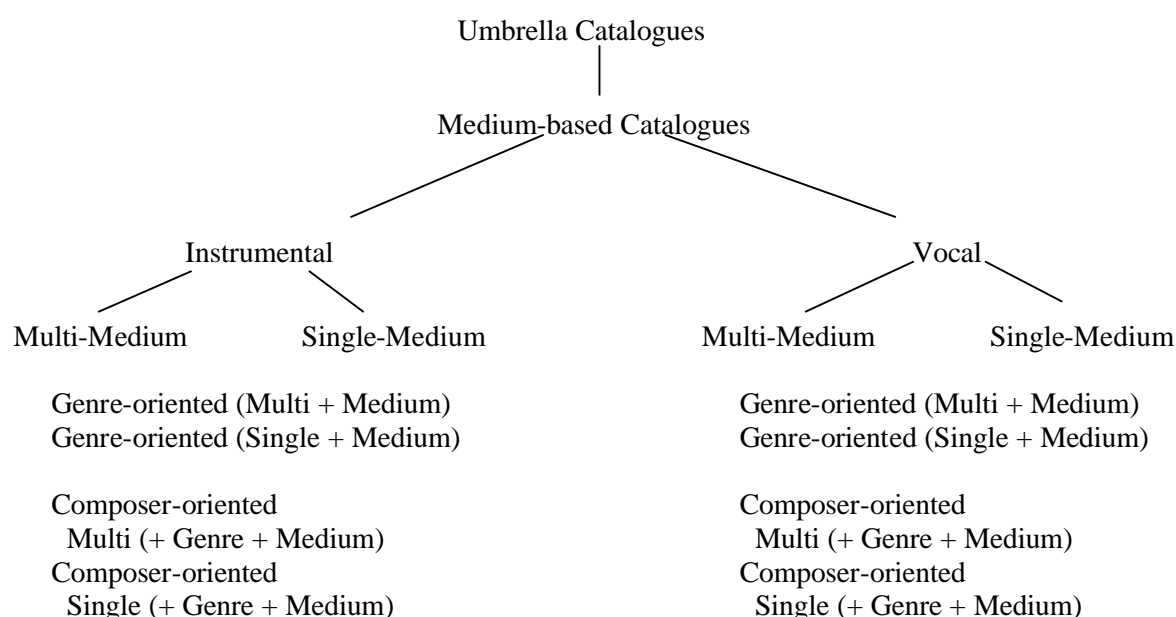 Umbrella Catalogues
Medium-based Catalogues
Instrumental
Vocal
Multi-Medium
Single-Medium
Multi-Medium
Single-Medium
Genre-oriented (Multi + Medium)
Genre-oriented (Single + Medium)
Composer-oriented
Multi (+ Genre + Medium)
Composer-oriented
Single (+ Genre + Medium)
Genre-oriented (Multi + Medium)
Genre-oriented (Single + Medium)
Composer-oriented
Multi (+ Genre + Medium)
Composer-oriented
Single (+ Genre + Medium)